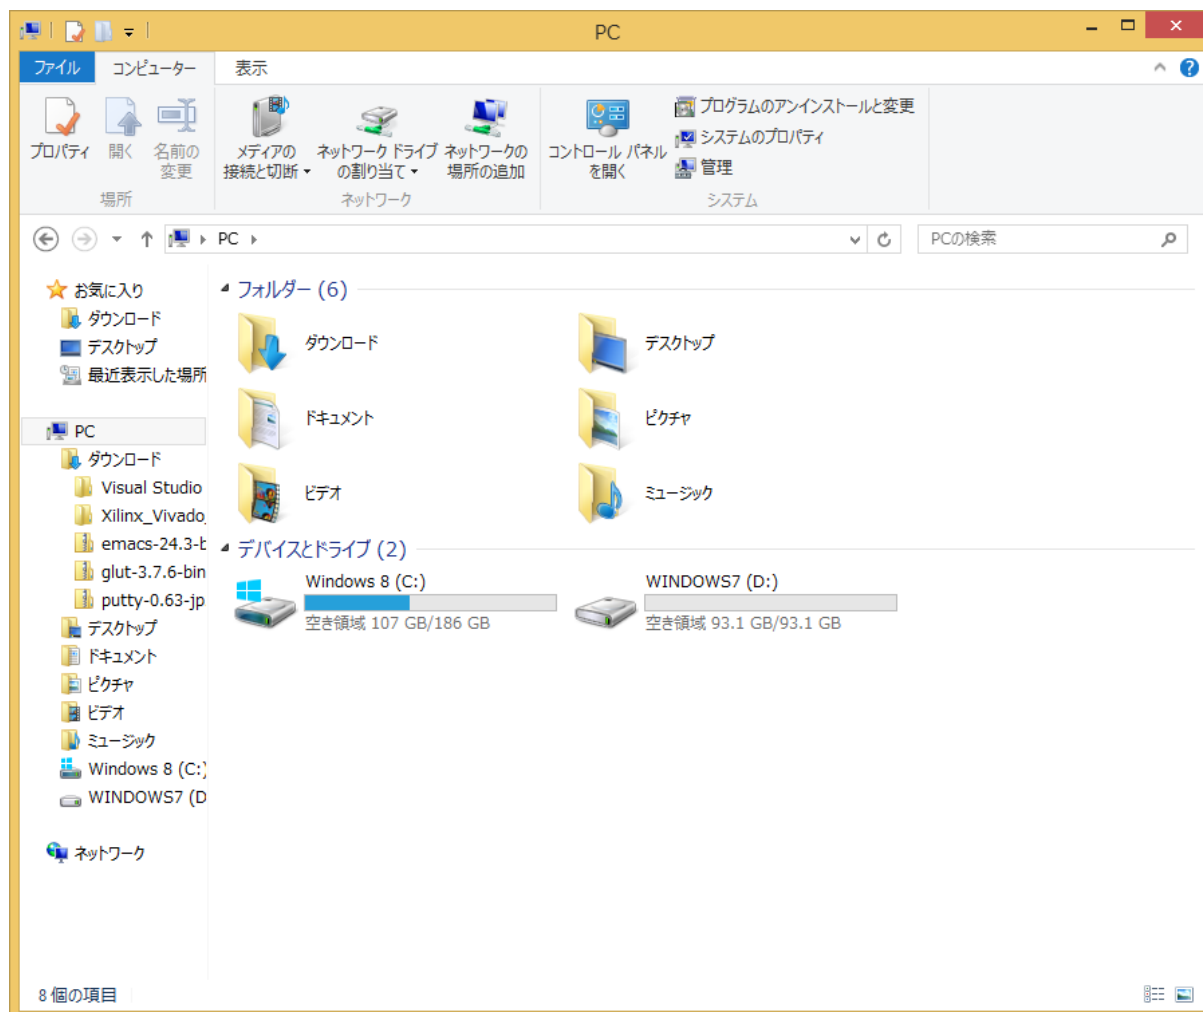 PC
ファイル コンピューター 表示
プロパティ 開く 名前の変更
メディアの接続と切断 ネットワーク ドライブの割り当て ネットワークの場所の追加
コントロール パネルを開く
プログラムのアンインストールと変更
システムのプロパティ
管理
場所 ネットワーク システム
PC PCの検索
お気に入り
ダウンロード
デスクトップ
最近表示した場所
PC
ダウンロード
Visual Studio
Xilinx_Vivado_
emacs-24.3-b
glut-3.7.6-bin
putty-0.63-jp
デスクトップ
ドキュメント
ピクチャ
ビデオ
ミュージック
Windows 8 (C:)
WINDOWS7 (D
ネットワーク
フォルダー (6)
ダウンロード デスクトップ
ドキュメント ピクチャ
ビデオ ミュージック
デバイスとドライブ (2)
Windows 8 (C:)
空き領域 107 GB/186 GB
WINDOWS7 (D:)
空き領域 93.1 GB/93.1 GB
8 個の項目